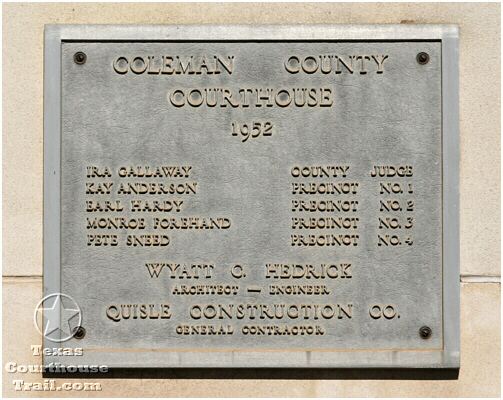 COLEMAN COUNTY
COURTHOUSE
1952
IRA GALLAWAY COUNTY JUDGE
KAY ANDERSON PRECINCT NO. 1
EARL HARDY PRECINCT NO. 2
MONROE FOREHAND PRECINCT NO. 3
PETE SNEED PRECINCT NO. 4
WYATT C. HEDRICK
ARCHITECT — ENGINEER
QUISLE CONSTRUCTION CO.
GENERAL CONTRACTOR
Texas
Courthouse
Trail.com